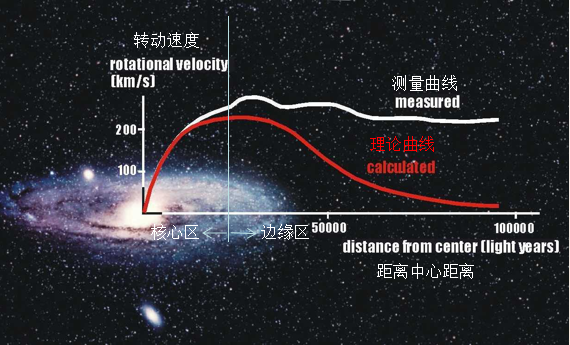 转动速度
rotational velocity
(km/s)
测量曲线
measured
200
理论曲线
calculated
100
核心区
边缘区
50000
100000
distance from center (light years)
距离中心距离